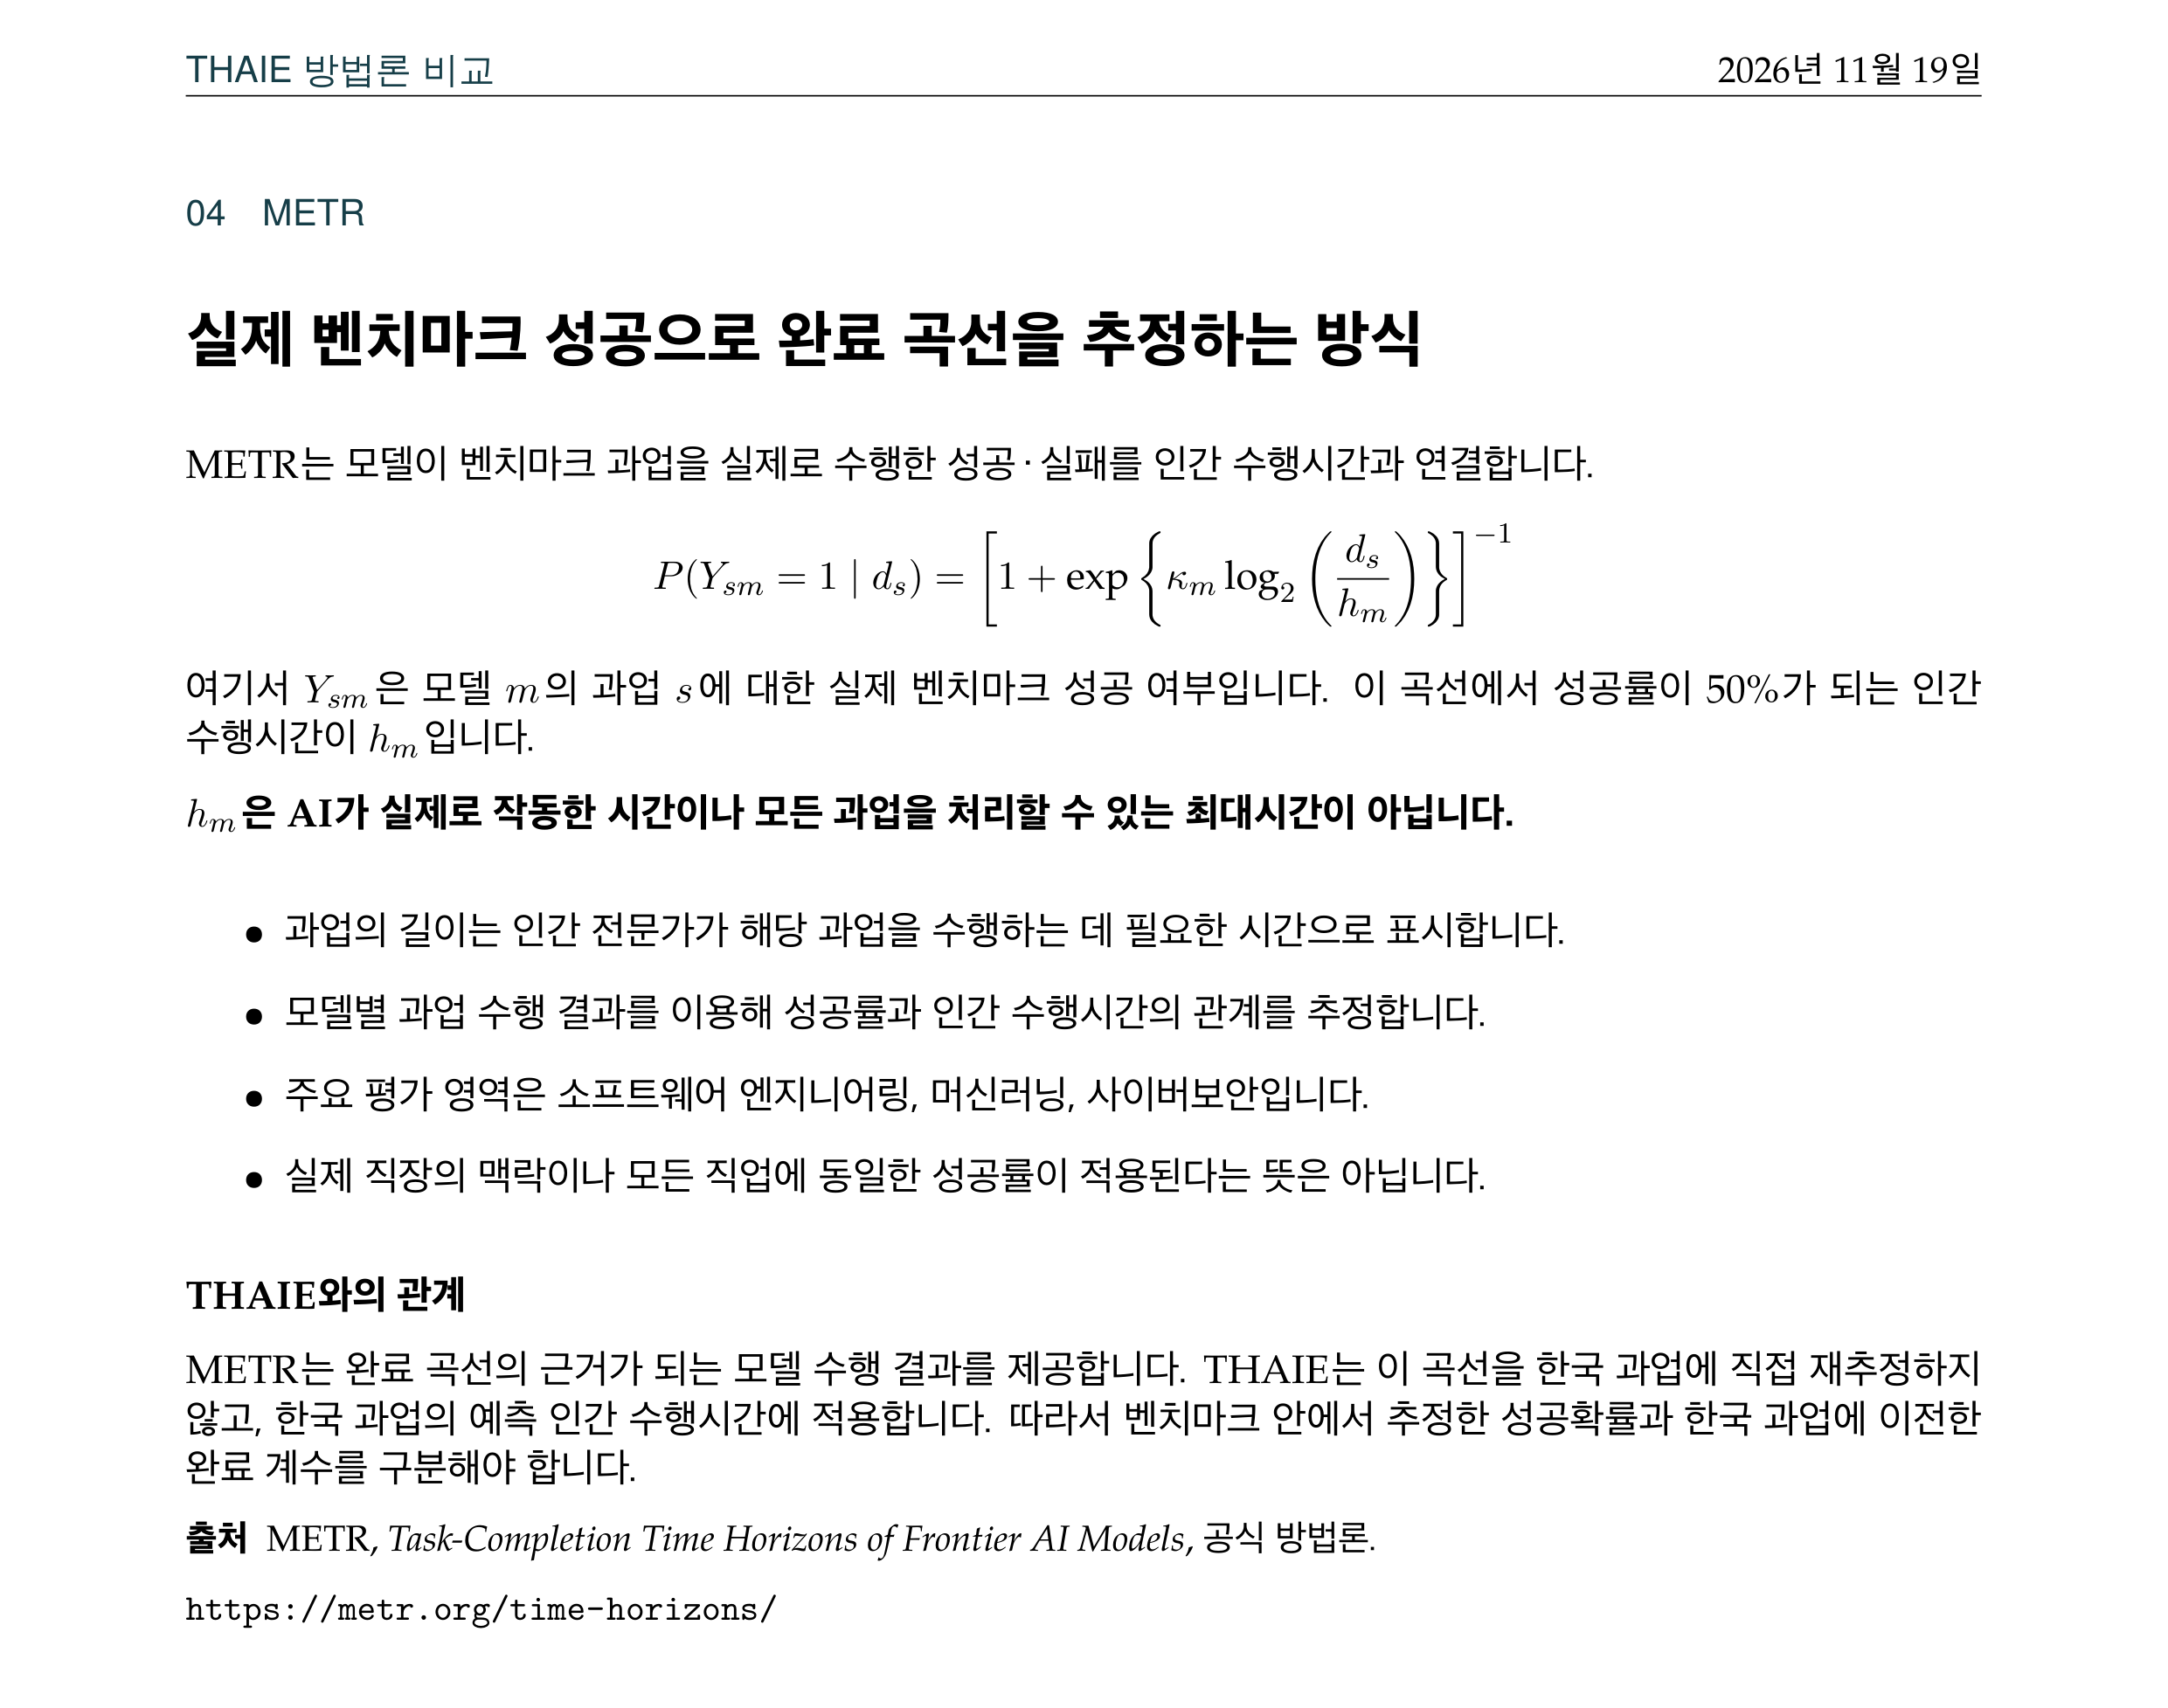 THAIE 방법론 비교
2026년 11월 19일
04 METR
실제 벤치마크 성공으로 완료 곡선을 추정하는 방식
METR는 모델이 벤치마크 과업을 실제로 수행한 성공·실패를 인간 수행시간과 연결합니다.
P(Y_{sm} = 1 | d_s) = [1 + exp{κ_m log_2(d_s/h_m)}]^{-1}
여기서 Y_{sm}은 모델 m의 과업 s에 대한 실제 벤치마크 성공 여부입니다. 이 곡선에서 성공률이 50%가 되는 인간
수행시간이 h_m입니다.
h_m은 AI가 실제로 작동한 시간이나 모든 과업을 처리할 수 있는 최대시간이 아닙니다.
• 과업의 길이는 인간 전문가가 해당 과업을 수행하는 데 필요한 시간으로 표시합니다.
• 모델별 과업 수행 결과를 이용해 성공률과 인간 수행시간의 관계를 추정합니다.
• 주요 평가 영역은 소프트웨어 엔지니어링, 머신러닝, 사이버보안입니다.
• 실제 직장의 맥락이나 모든 직업에 동일한 성공률이 적용된다는 뜻은 아닙니다.
THAIE와의 관계
METR는 완료 곡선의 근거가 되는 모델 수행 결과를 제공합니다. THAIE는 이 곡선을 한국 과업에 직접 재추정하지
않고, 한국 과업의 예측 인간 수행시간에 적용합니다. 따라서 벤치마크 안에서 추정한 성공확률과 한국 과업에 이전한
완료 계수를 구분해야 합니다.
출처 METR, Task-Completion Time Horizons of Frontier AI Models, 공식 방법론.
https://metr.org/time-horizons/